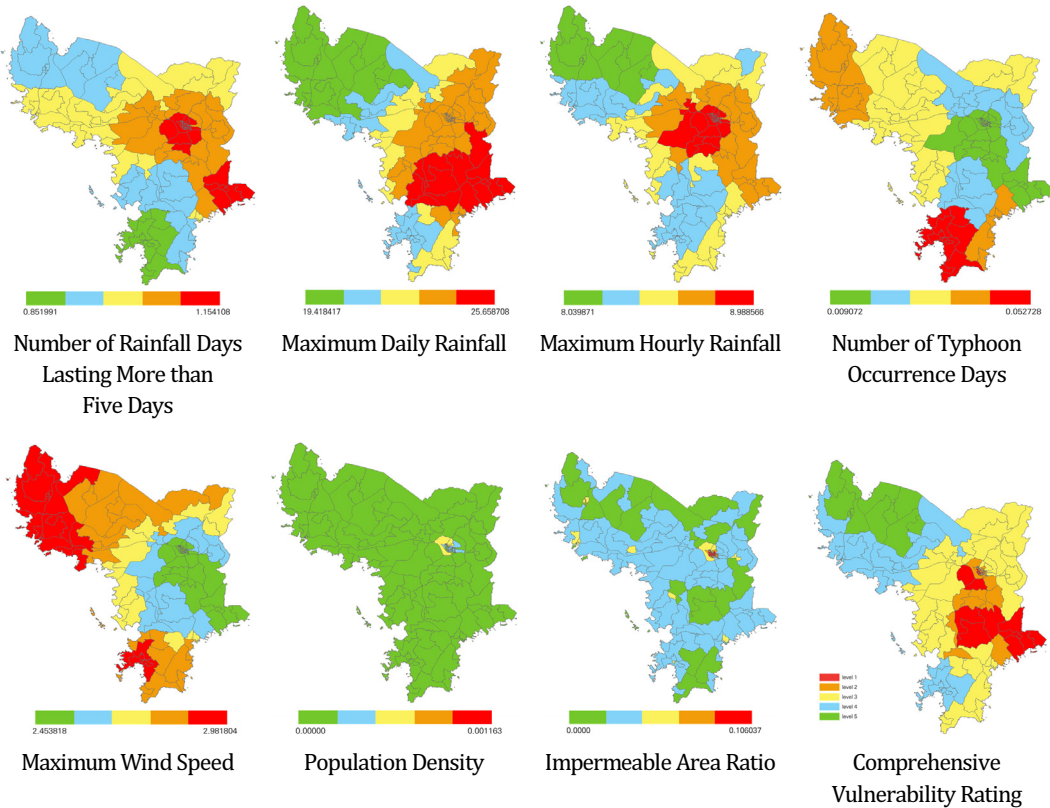 0.851991 1.154108
19.418417 25.658708
8.039871 8.988566
0.009072 0.052728
Number of Rainfall Days
Lasting More than
Five Days
Maximum Daily Rainfall
Maximum Hourly Rainfall
Number of Typhoon
Occurrence Days
level 1
level 2
level 3
level 4
level 5
2.453818 2.981804
0.00000 0.001163
0.0000 0.106037
Maximum Wind Speed
Population Density
Impermeable Area Ratio
Comprehensive
Vulnerability Rating